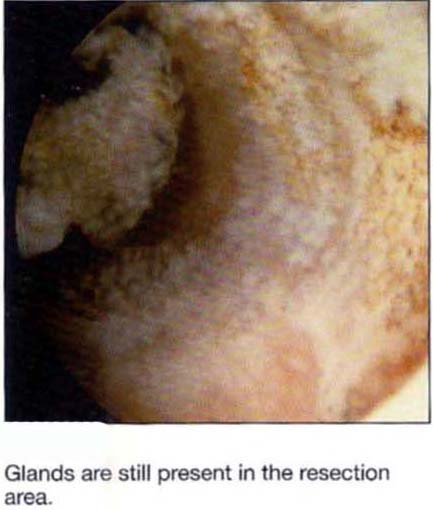 Glands are still present in the resection
area.